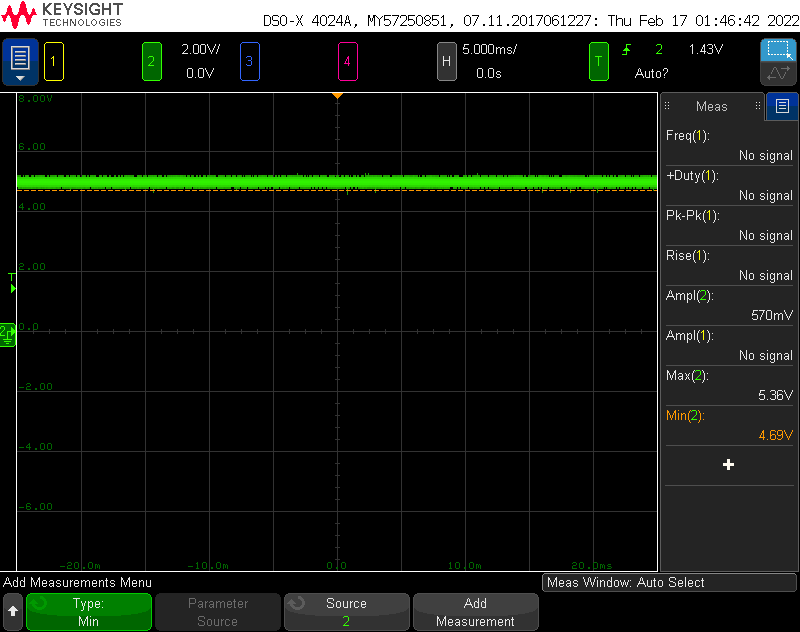 KEYSIGHT
TECHNOLOGIES
DSO-X 4024A, MY57250851, 07.11.2017061227: Thu Feb 17 01:46:42 2022
1
2
2.00V/
0.0V
3
4
H
5.000ms/
0.0s
T
2
1.43V
Auto?
8.00V
6.00
4.00
2.00
0.0
-2.00
-4.00
-6.00
T
2
-20.0m
-10.0m
0.0
10.0m
20.0ms
Meas
Freq(1):
No signal
+Duty(1):
No signal
Pk-Pk(1):
No signal
Rise(1):
No signal
Ampl(2):
570mV
Ampl(1):
No signal
Max(2):
5.36V
Min(2):
4.69V
Add Measurements Menu
Meas Window: Auto Select
Type:
Min
Parameter
Source
Source
2
Add
Measurement